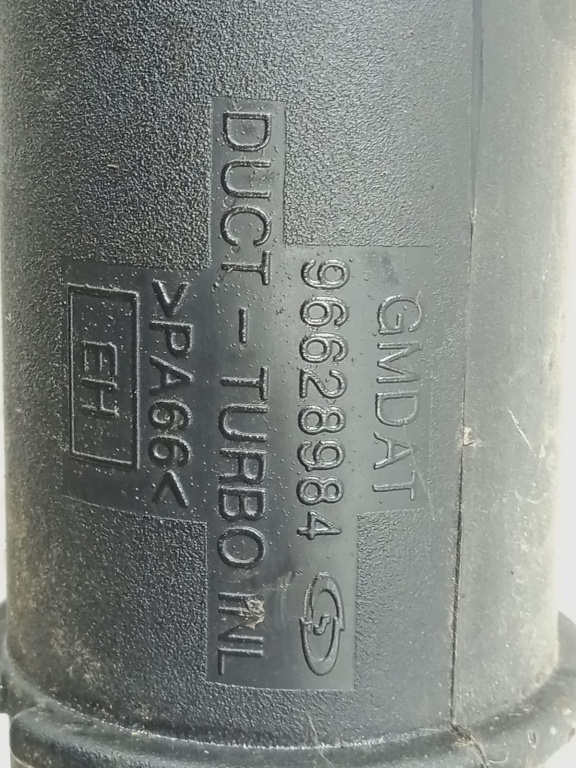 GMDAT
96628984
DUCT - TURBO INL
>PA66<
EH